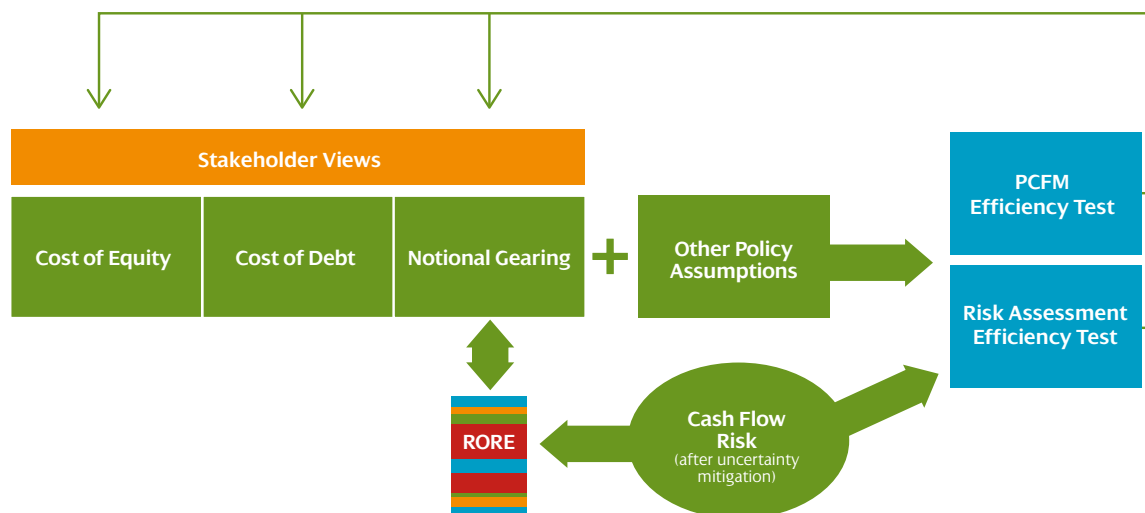 Stakeholder Views
Cost of Equity
Cost of Debt
Notional Gearing
+
Other Policy
Assumptions
PCFM
Efficiency Test
Risk Assessment
Efficiency Test
RORE
Cash Flow
Risk
(after uncertainty
mitigation)